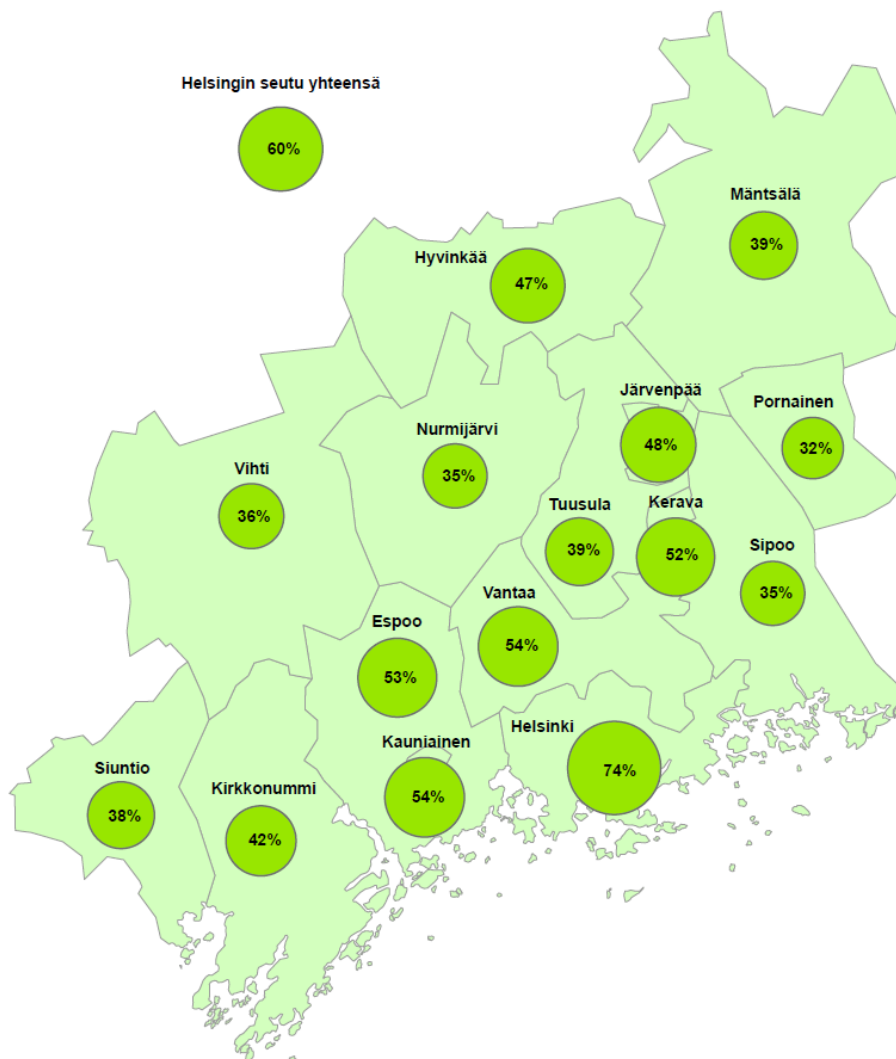 Helsingin seutu yhteensä
60%
Mäntsälä
39%
Hyvinkää
47%
Järvenpää
48%
Pornainen
32%
Nurmijärvi
35%
Vihti
36%
Tuusula
39%
Kerava
52%
Sipoo
35%
Vantaa
54%
Espoo
53%
Helsinki
74%
Kauniainen
54%
Siuntio
38%
Kirkkonummi
42%